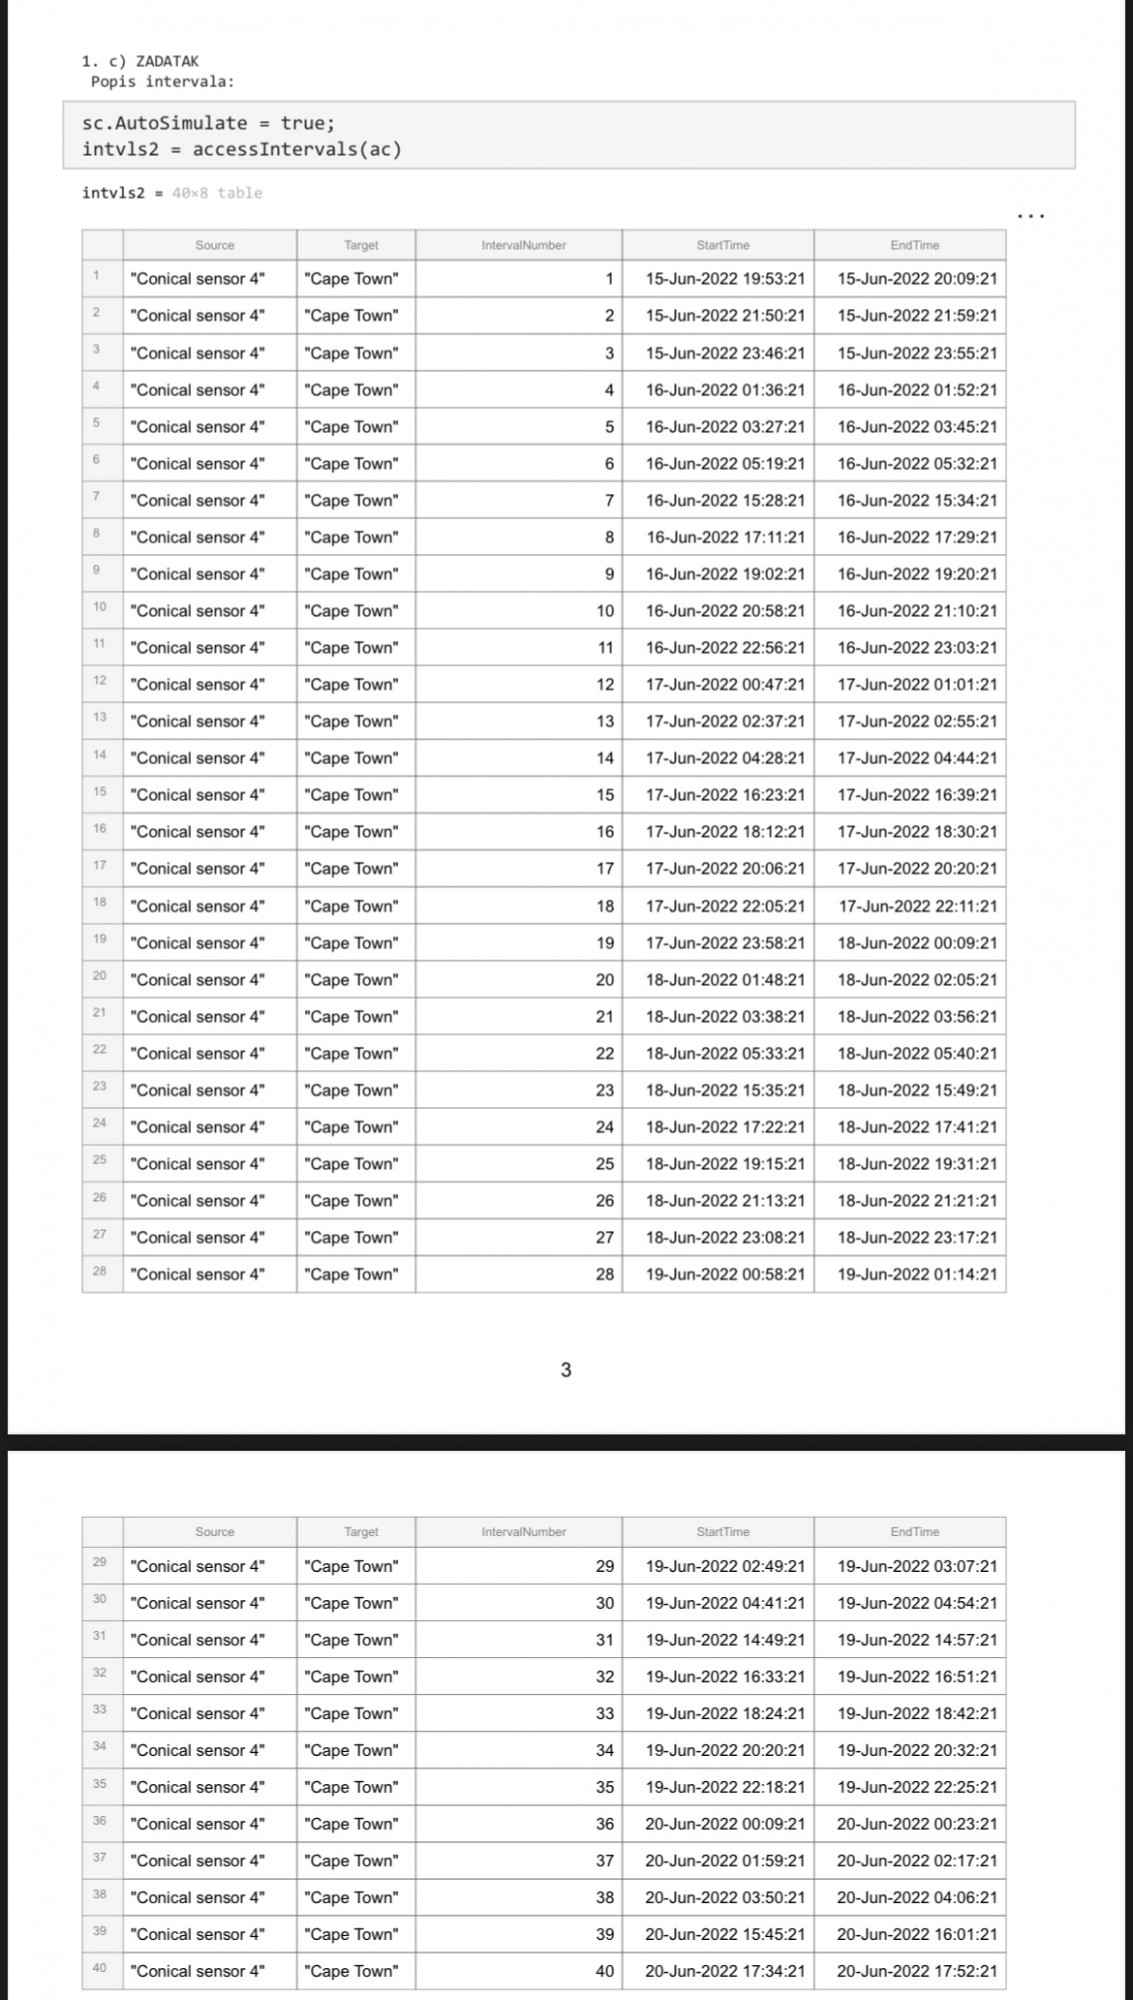 1. c) ZADATAK
Popis intervala:
sc.AutoSimulate = true;
intvls2 = accessIntervals(ac)
intvls2 = 40×8 table
...
Source Target IntervalNumber StartTime EndTime
1 "Conical sensor 4" "Cape Town" 1 15-Jun-2022 19:53:21 15-Jun-2022 20:09:21
2 "Conical sensor 4" "Cape Town" 2 15-Jun-2022 21:50:21 15-Jun-2022 21:59:21
3 "Conical sensor 4" "Cape Town" 3 15-Jun-2022 23:46:21 15-Jun-2022 23:55:21
4 "Conical sensor 4" "Cape Town" 4 16-Jun-2022 01:36:21 16-Jun-2022 01:52:21
5 "Conical sensor 4" "Cape Town" 5 16-Jun-2022 03:27:21 16-Jun-2022 03:45:21
6 "Conical sensor 4" "Cape Town" 6 16-Jun-2022 05:19:21 16-Jun-2022 05:32:21
7 "Conical sensor 4" "Cape Town" 7 16-Jun-2022 15:28:21 16-Jun-2022 15:34:21
8 "Conical sensor 4" "Cape Town" 8 16-Jun-2022 17:11:21 16-Jun-2022 17:29:21
9 "Conical sensor 4" "Cape Town" 9 16-Jun-2022 19:02:21 16-Jun-2022 19:20:21
10 "Conical sensor 4" "Cape Town" 10 16-Jun-2022 20:58:21 16-Jun-2022 21:10:21
11 "Conical sensor 4" "Cape Town" 11 16-Jun-2022 22:56:21 16-Jun-2022 23:03:21
12 "Conical sensor 4" "Cape Town" 12 17-Jun-2022 00:47:21 17-Jun-2022 01:01:21
13 "Conical sensor 4" "Cape Town" 13 17-Jun-2022 02:37:21 17-Jun-2022 02:55:21
14 "Conical sensor 4" "Cape Town" 14 17-Jun-2022 04:28:21 17-Jun-2022 04:44:21
15 "Conical sensor 4" "Cape Town" 15 17-Jun-2022 16:23:21 17-Jun-2022 16:39:21
16 "Conical sensor 4" "Cape Town" 16 17-Jun-2022 18:12:21 17-Jun-2022 18:30:21
17 "Conical sensor 4" "Cape Town" 17 17-Jun-2022 20:06:21 17-Jun-2022 20:20:21
18 "Conical sensor 4" "Cape Town" 18 17-Jun-2022 22:05:21 17-Jun-2022 22:11:21
19 "Conical sensor 4" "Cape Town" 19 17-Jun-2022 23:58:21 18-Jun-2022 00:09:21
20 "Conical sensor 4" "Cape Town" 20 18-Jun-2022 01:48:21 18-Jun-2022 02:05:21
21 "Conical sensor 4" "Cape Town" 21 18-Jun-2022 03:38:21 18-Jun-2022 03:56:21
22 "Conical sensor 4" "Cape Town" 22 18-Jun-2022 05:33:21 18-Jun-2022 05:40:21
23 "Conical sensor 4" "Cape Town" 23 18-Jun-2022 15:35:21 18-Jun-2022 15:49:21
24 "Conical sensor 4" "Cape Town" 24 18-Jun-2022 17:22:21 18-Jun-2022 17:41:21
25 "Conical sensor 4" "Cape Town" 25 18-Jun-2022 19:15:21 18-Jun-2022 19:31:21
26 "Conical sensor 4" "Cape Town" 26 18-Jun-2022 21:13:21 18-Jun-2022 21:21:21
27 "Conical sensor 4" "Cape Town" 27 18-Jun-2022 23:08:21 18-Jun-2022 23:17:21
28 "Conical sensor 4" "Cape Town" 28 19-Jun-2022 00:58:21 19-Jun-2022 01:14:21
3
Source Target IntervalNumber StartTime EndTime
29 "Conical sensor 4" "Cape Town" 29 19-Jun-2022 02:49:21 19-Jun-2022 03:07:21
30 "Conical sensor 4" "Cape Town" 30 19-Jun-2022 04:41:21 19-Jun-2022 04:54:21
31 "Conical sensor 4" "Cape Town" 31 19-Jun-2022 14:49:21 19-Jun-2022 14:57:21
32 "Conical sensor 4" "Cape Town" 32 19-Jun-2022 16:33:21 19-Jun-2022 16:51:21
33 "Conical sensor 4" "Cape Town" 33 19-Jun-2022 18:24:21 19-Jun-2022 18:42:21
34 "Conical sensor 4" "Cape Town" 34 19-Jun-2022 20:20:21 19-Jun-2022 20:32:21
35 "Conical sensor 4" "Cape Town" 35 19-Jun-2022 22:18:21 19-Jun-2022 22:25:21
36 "Conical sensor 4" "Cape Town" 36 20-Jun-2022 00:09:21 20-Jun-2022 00:23:21
37 "Conical sensor 4" "Cape Town" 37 20-Jun-2022 01:59:21 20-Jun-2022 02:17:21
38 "Conical sensor 4" "Cape Town" 38 20-Jun-2022 03:50:21 20-Jun-2022 04:06:21
39 "Conical sensor 4" "Cape Town" 39 20-Jun-2022 15:45:21 20-Jun-2022 16:01:21
40 "Conical sensor 4" "Cape Town" 40 20-Jun-2022 17:34:21 20-Jun-2022 17:52:21